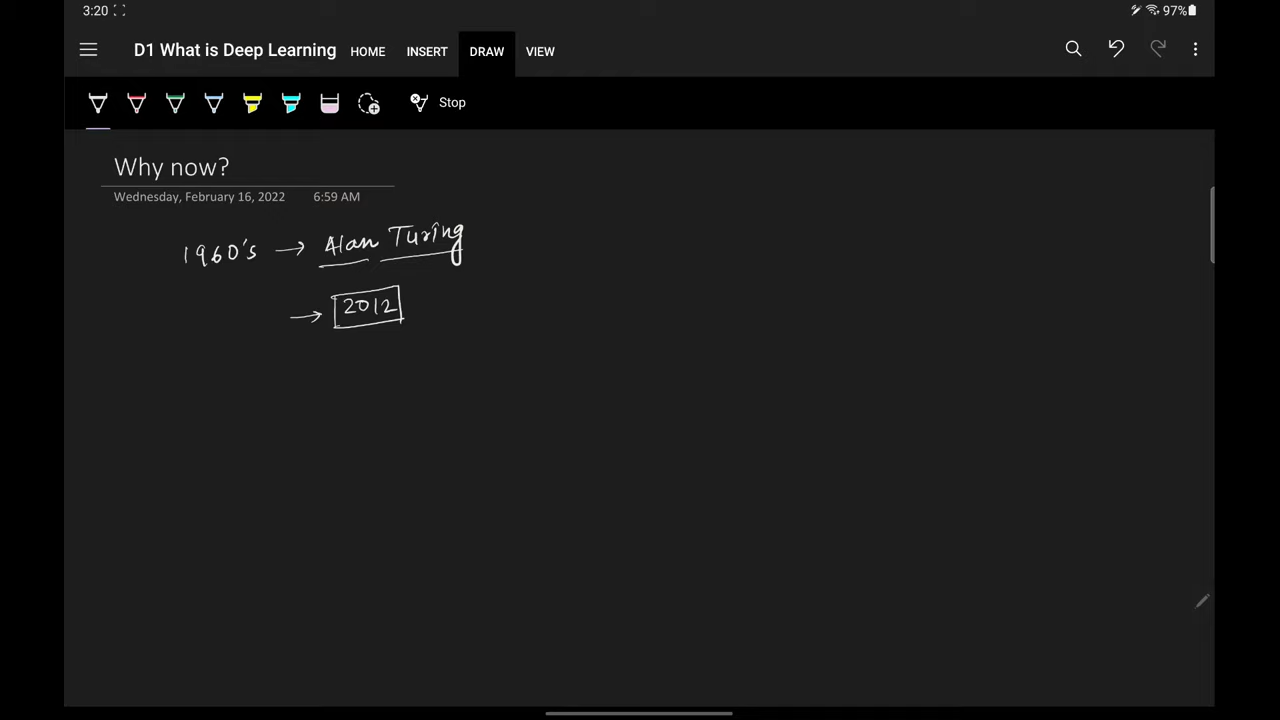 3:20 97%
D1 What is Deep Learning HOME INSERT DRAW VIEW
Stop
Why now?
Wednesday, February 16, 2022 6:59 AM
1960's → Alan Turing
→ 2012